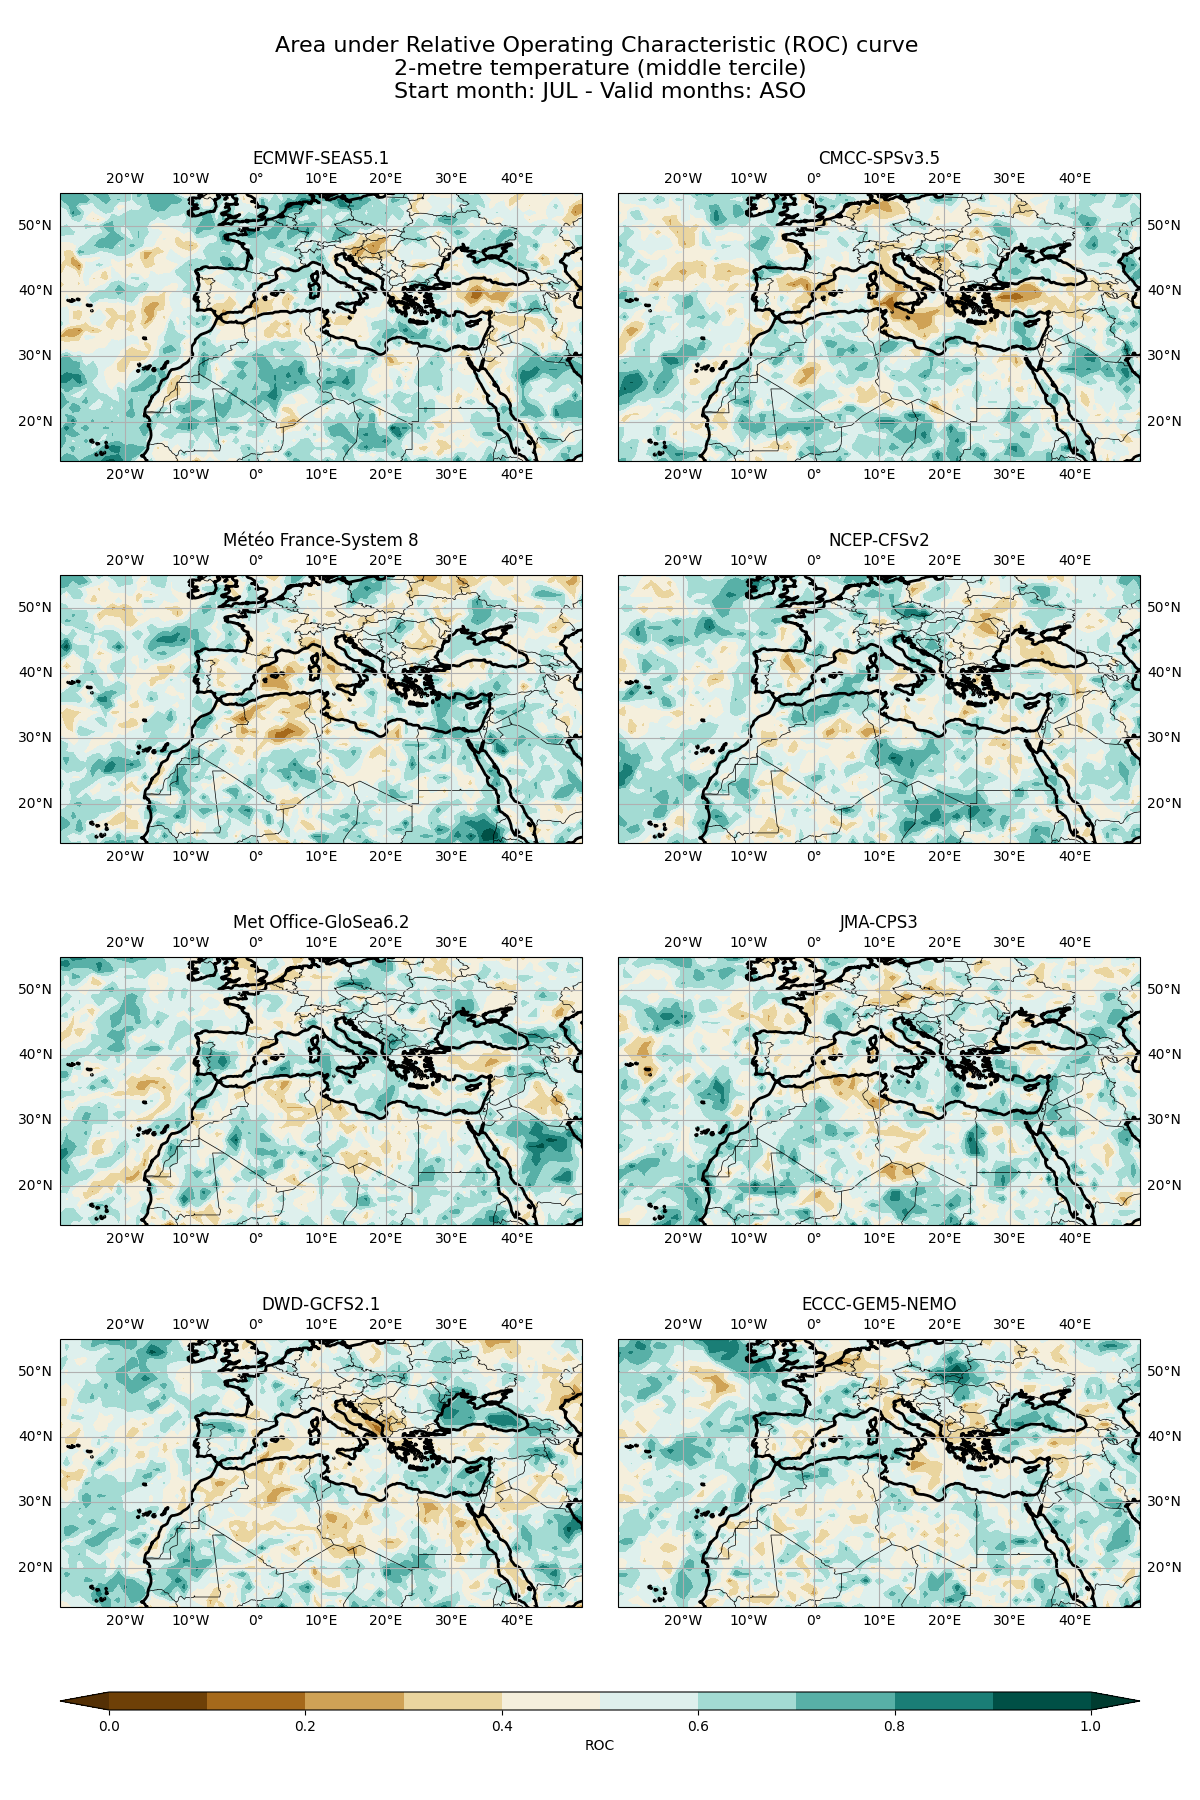 Area under Relative Operating Characteristic (ROC) curve
2-metre temperature (middle tercile)
Start month: JUL - Valid months: ASO
ECMWF-SEAS5.1
CMCC-SPSv3.5
20°W 10°W 0° 10°E 20°E 30°E 40°E
20°W 10°W 0° 10°E 20°E 30°E 40°E
50°N
50°N
40°N
40°N
30°N
30°N
20°N
20°N
20°W 10°W 0° 10°E 20°E 30°E 40°E
20°W 10°W 0° 10°E 20°E 30°E 40°E
Météo France-System 8
NCEP-CFSv2
20°W 10°W 0° 10°E 20°E 30°E 40°E
20°W 10°W 0° 10°E 20°E 30°E 40°E
50°N
50°N
40°N
40°N
30°N
30°N
20°N
20°N
20°W 10°W 0° 10°E 20°E 30°E 40°E
20°W 10°W 0° 10°E 20°E 30°E 40°E
Met Office-GloSea6.2
JMA-CPS3
20°W 10°W 0° 10°E 20°E 30°E 40°E
20°W 10°W 0° 10°E 20°E 30°E 40°E
50°N
50°N
40°N
40°N
30°N
30°N
20°N
20°N
20°W 10°W 0° 10°E 20°E 30°E 40°E
20°W 10°W 0° 10°E 20°E 30°E 40°E
DWD-GCFS2.1
ECCC-GEM5-NEMO
20°W 10°W 0° 10°E 20°E 30°E 40°E
20°W 10°W 0° 10°E 20°E 30°E 40°E
50°N
50°N
40°N
40°N
30°N
30°N
20°N
20°N
20°W 10°W 0° 10°E 20°E 30°E 40°E
20°W 10°W 0° 10°E 20°E 30°E 40°E
0.0 0.2 0.4 0.6 0.8 1.0
ROC